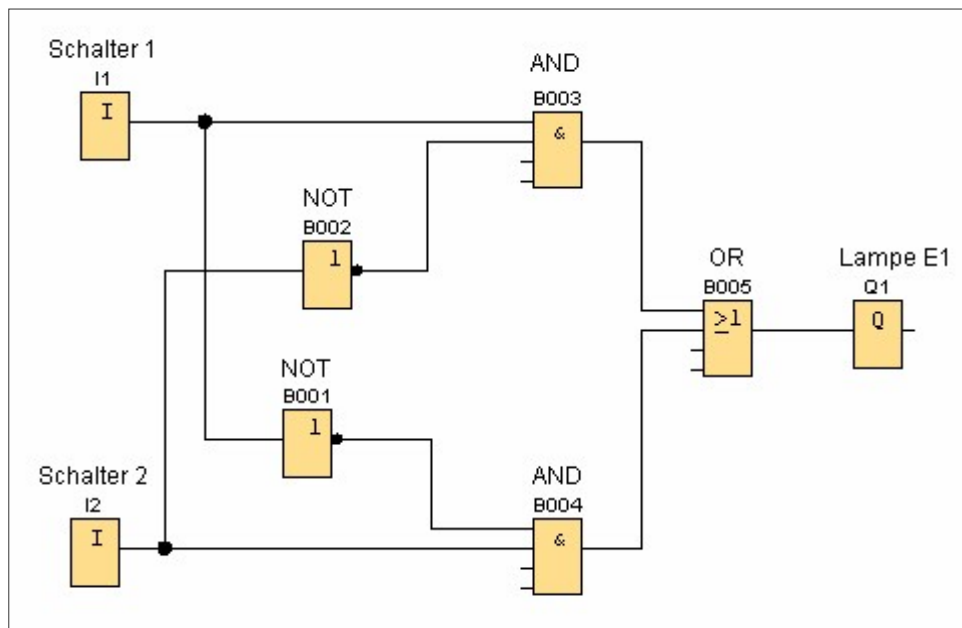 Schalter 1
I1
I
AND
B003
&
NOT
B002
1
OR
B005
≥1
Lampe E1
Q1
Q
NOT
B001
1
Schalter 2
I2
I
AND
B004
&